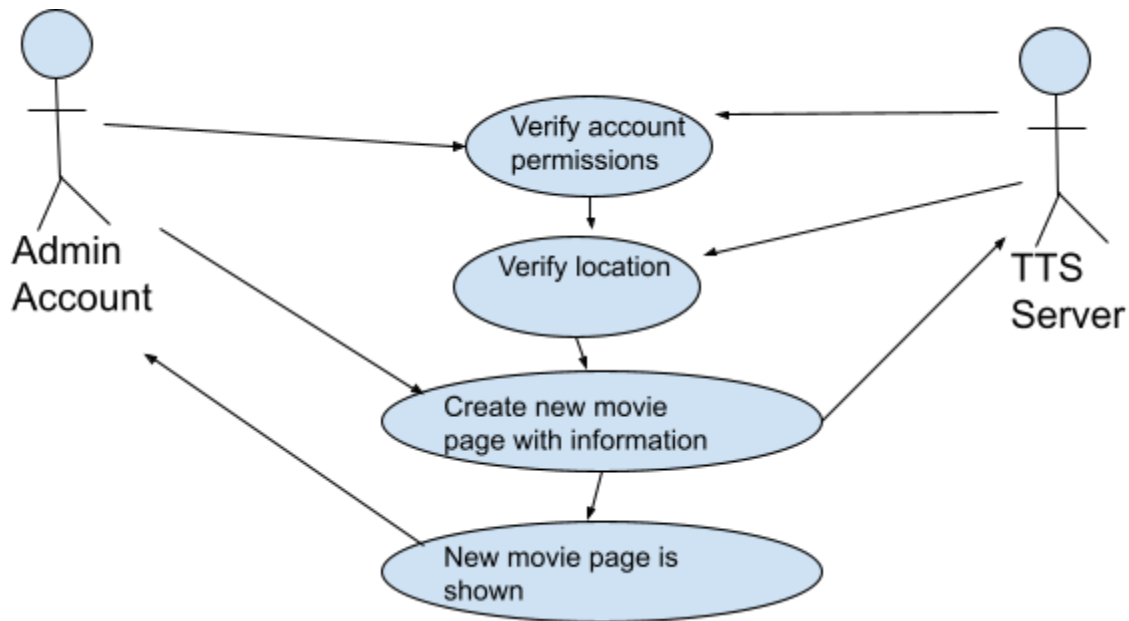 Verify account
permissions
Verify location
Admin
Account
TTS
Server
Create new movie
page with information
New movie page is
shown